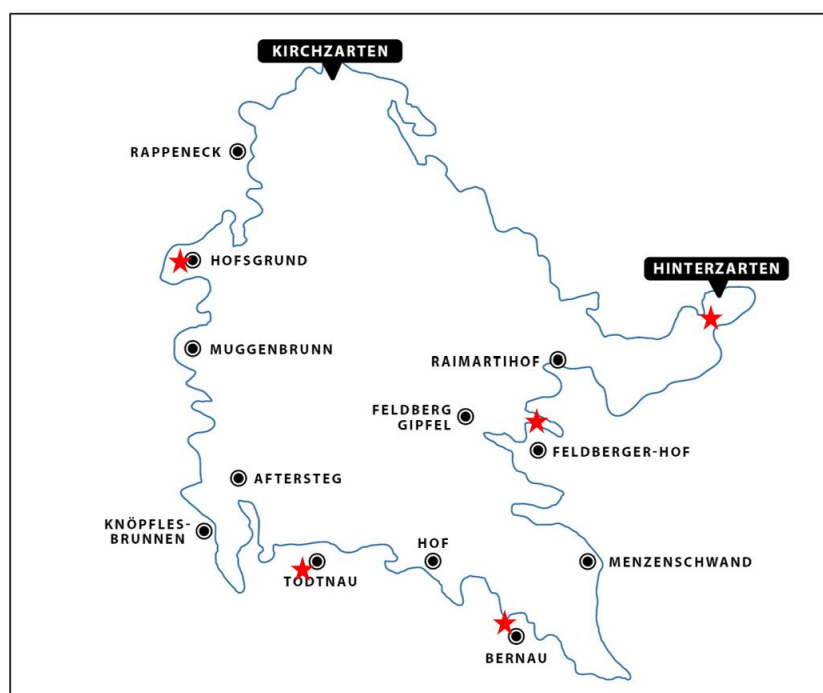 KIRCHZARTEN
RAPPENECK
HOFSGRUND
HINTERZARTEN
MUGGENBRUNN
RAIMARTIHOF
FELDBERG
GIPFEL
FELDBERGER-HOF
AFTERSTEG
KNÖPFLES-
BRUNNEN
HOF
MENZENSCHWAND
TODTNAU
BERNAU